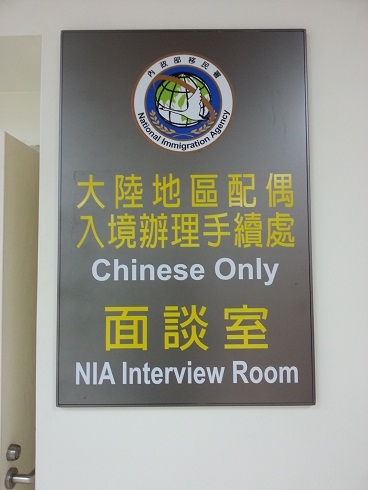 內政部移民署
National Immigration Agency
大陸地區配偶
入境辦理手續處
Chinese Only
面談室
NIA Interview Room